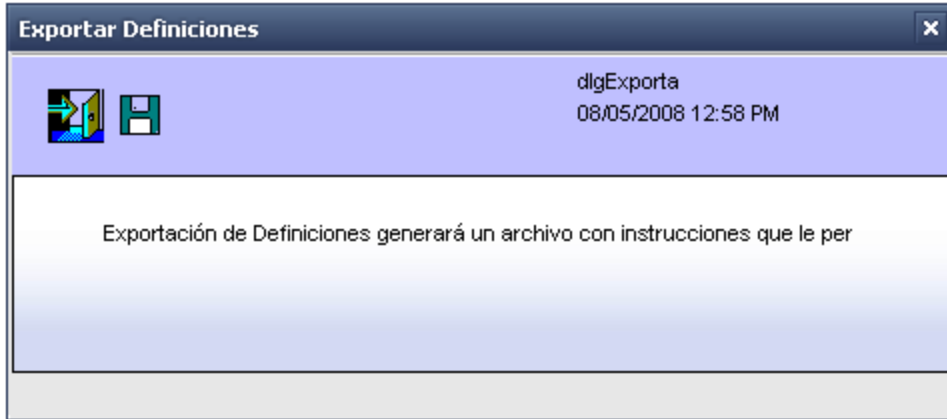 Exportar Definiciones
dlgExporta
08/05/2008 12:58 PM
Exportación de Definiciones generará un archivo con instrucciones que le per